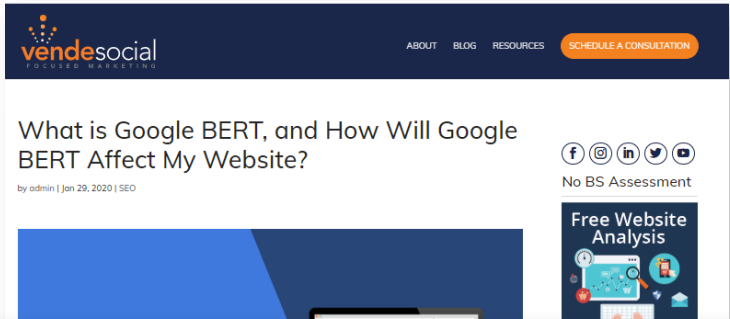 vendesocial
FOCUSED MARKETING
ABOUT BLOG RESOURCES SCHEDULE A CONSULTATION
What is Google BERT, and How Will Google
BERT Affect My Website?
by admin | Jan 29, 2020 | SEO
No BS Assessment
Free Website
Analysis